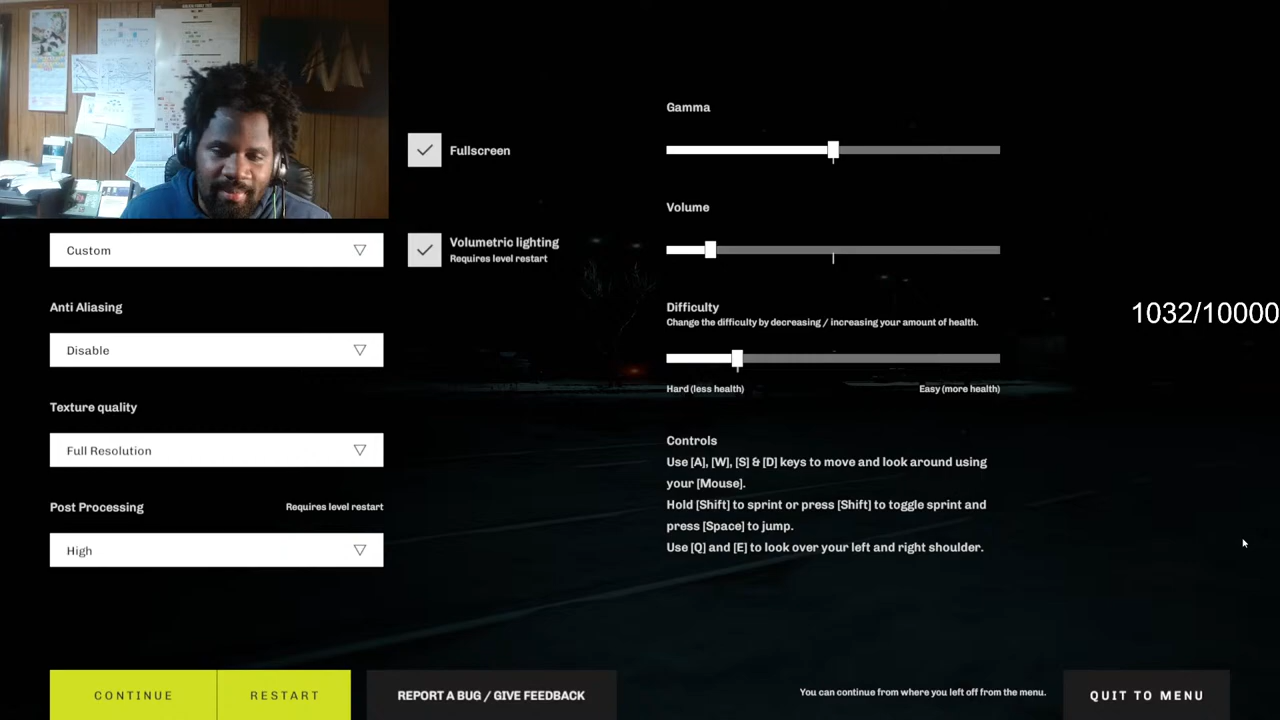 Fullscreen
Custom
Volumetric lighting
Requires level restart
Anti Aliasing
Disable
Texture quality
Full Resolution
Post Processing
Requires level restart
High
Gamma
Volume
Difficulty
Change the difficulty by decreasing / increasing your amount of health.
Hard (less health)
Easy (more health)
Controls
Use [A], [W], [S] & [D] keys to move and look around using
your [Mouse].
Hold [Shift] to sprint or press [Shift] to toggle sprint and
press [Space] to jump.
Use [Q] and [E] to look over your left and right shoulder.
1032/10000
CONTINUE
RESTART
REPORT A BUG / GIVE FEEDBACK
You can continue from where you left off from the menu.
QUIT TO MENU